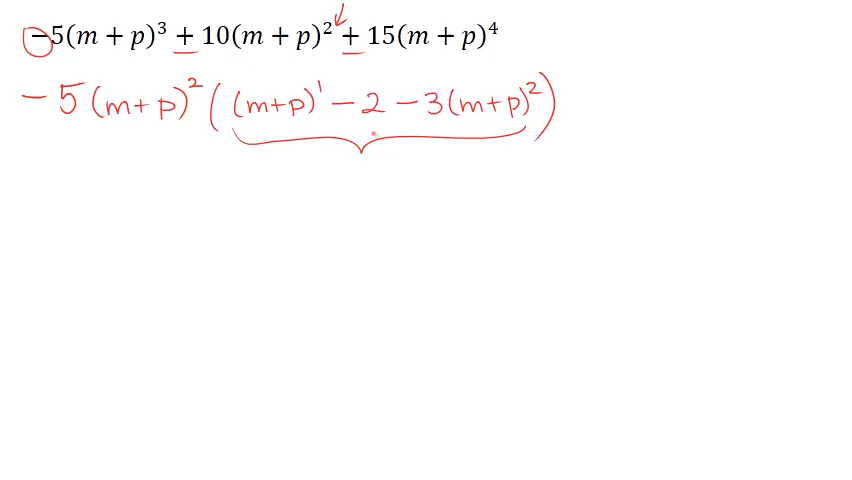 −5(m + p)³ + 10(m + p)² + 15(m + p)⁴
− 5 (m+p)² ( (m+p)¹ − 2 − 3(m+p)² )